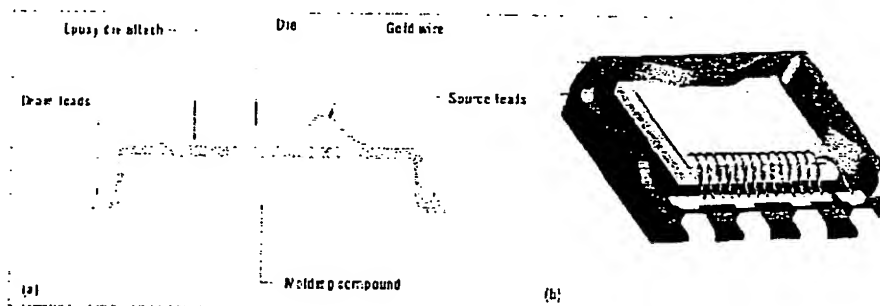 Epoxy die attach
Die
Gold wire
Drain leads
Source leads
Molding compound
(a)
(b)